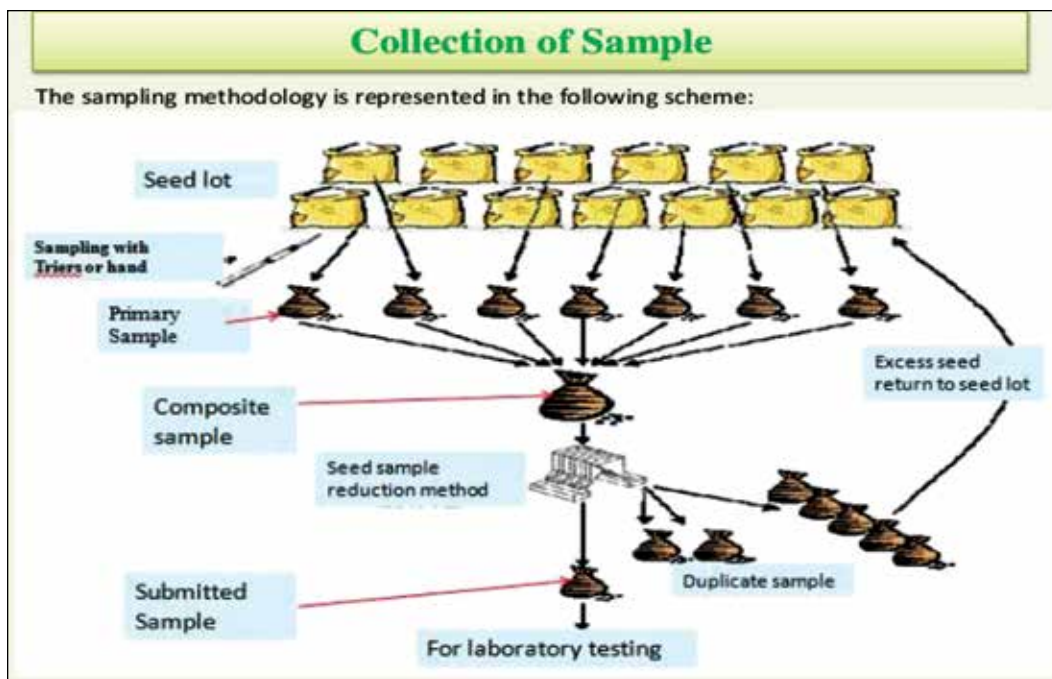 Collection of Sample
The sampling methodology is represented in the following scheme:
Seed lot
Sampling with
Triers or hand
Primary
Sample
Composite
sample
Seed sample
reduction method
Excess seed
return to seed lot
Duplicate sample
Submitted
Sample
For laboratory testing